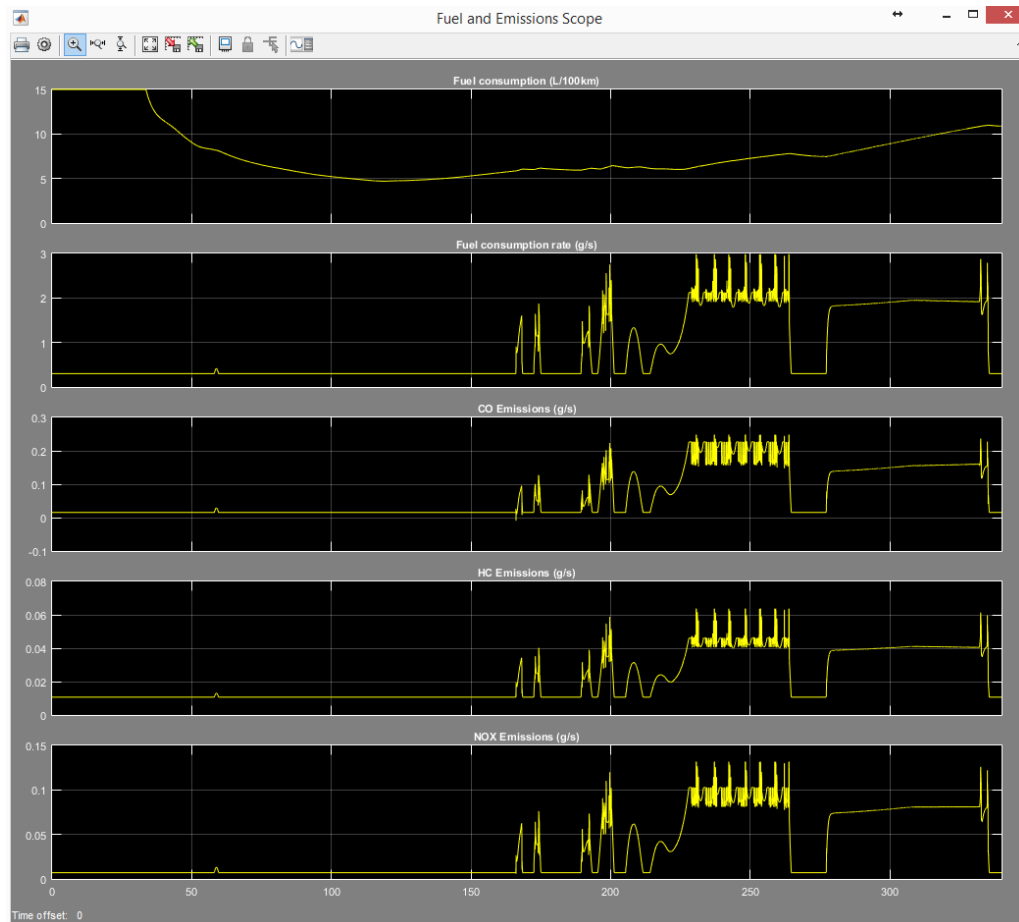 Fuel and Emissions Scope
Fuel consumption (L/100km)
15
10
5
0
Fuel consumption rate (g/s)
3
2
1
0
CO Emissions (g/s)
0.3
0.2
0.1
0
-0.1
HC Emissions (g/s)
0.08
0.06
0.04
0.02
0
NOX Emissions (g/s)
0.15
0.1
0.05
0
0 50 100 150 200 250 300
Time offset: 0